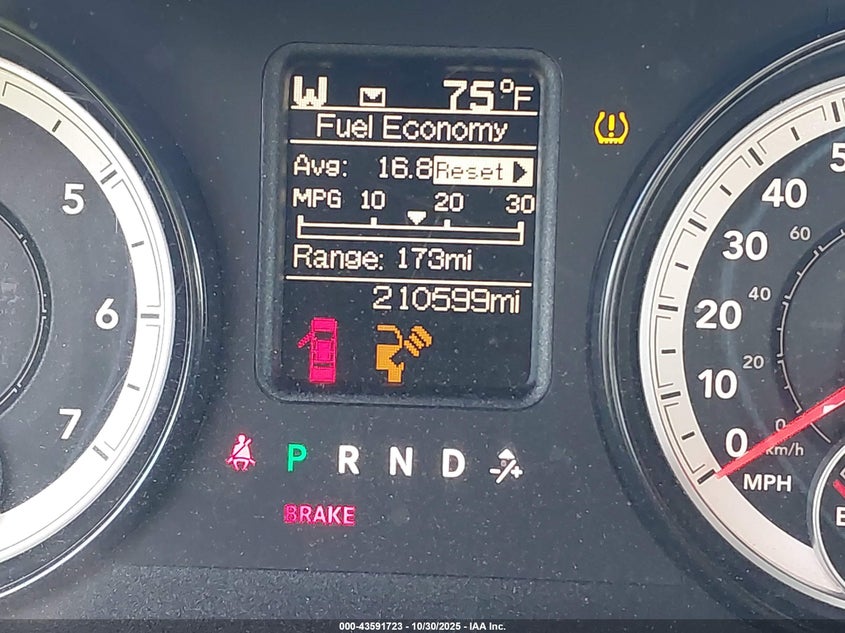 W 75°F
Fuel Economy
Avg: 16.8 Reset
MPG 10 20 30
Range: 173mi
210599mi
5
6
7
P R N D -/+
BRAKE
40
30
20
10
0
60
40
20
0
km/h
MPH
000-43591723 - 10/30/2025 - IAA Inc.